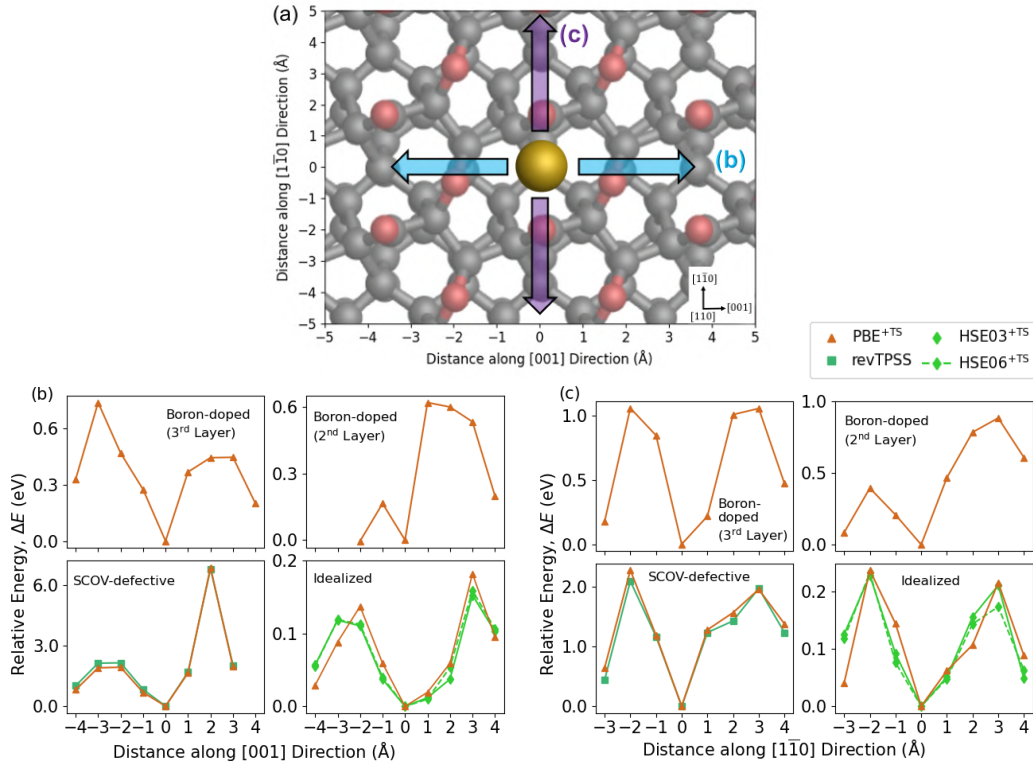 (a)
5
4
3
2
1
0
−1
−2
−3
−4
−5
Distance along [11̅0] Direction (Å)
(c)
(b)
[11̅0]
[001]
[110]
−5 −4 −3 −2 −1 0 1 2 3 4 5
Distance along [001] Direction (Å)
PBE+TS
revTPSS
HSE03+TS
HSE06+TS
(b)
Relative Energy, ΔE (eV)
0.6
0.3
0.0
Boron-doped
(3rd Layer)
0.6
0.3
0.0
Boron-doped
(2nd Layer)
6.0
3.0
0.0
SCOV-defective
−4 −3 −2 −1 0 1 2 3 4
0.2
0.1
0.0
Idealized
−4 −3 −2 −1 0 1 2 3 4
Distance along [001] Direction (Å)
(c)
Relative Energy, ΔE (eV)
1.0
0.5
0.0
Boron-
doped
(3rd Layer)
1.0
0.5
0.0
Boron-doped
(2nd Layer)
2.0
1.0
0.0
SCOV-defective
−3 −2 −1 0 1 2 3 4
0.2
0.1
0.0
Idealized
−3 −2 −1 0 1 2 3 4
Distance along [11̅0] Direction (Å)